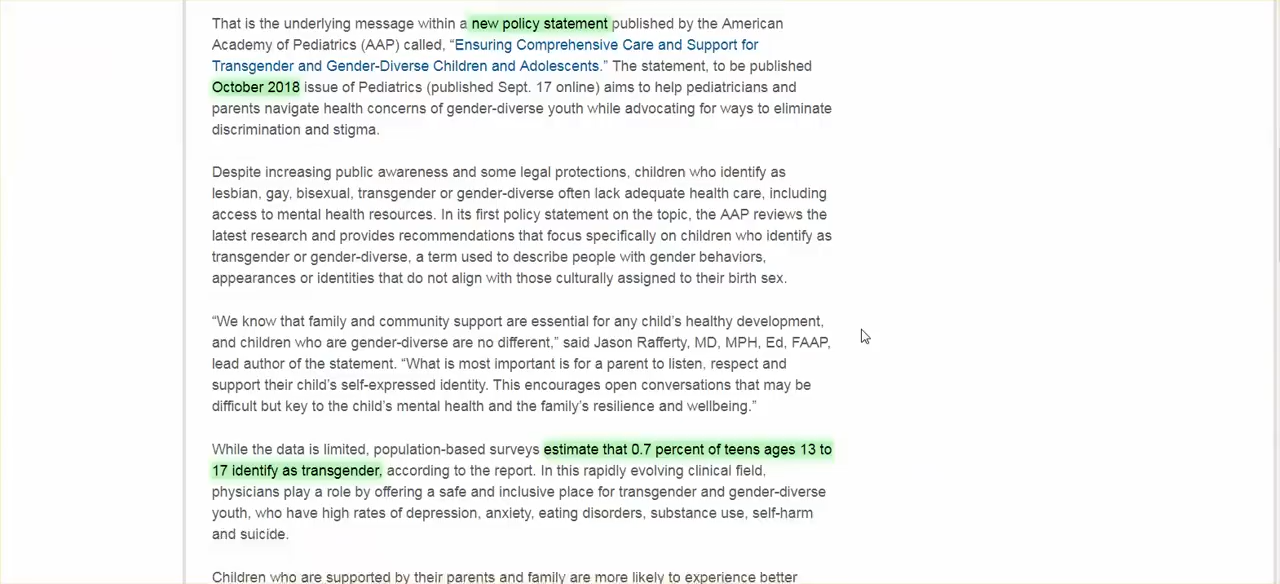 That is the underlying message within a new policy statement published by the American
Academy of Pediatrics (AAP) called, “Ensuring Comprehensive Care and Support for
Transgender and Gender-Diverse Children and Adolescents.” The statement, to be published
October 2018 issue of Pediatrics (published Sept. 17 online) aims to help pediatricians and
parents navigate health concerns of gender-diverse youth while advocating for ways to eliminate
discrimination and stigma.
Despite increasing public awareness and some legal protections, children who identify as
lesbian, gay, bisexual, transgender or gender-diverse often lack adequate health care, including
access to mental health resources. In its first policy statement on the topic, the AAP reviews the
latest research and provides recommendations that focus specifically on children who identify as
transgender or gender-diverse, a term used to describe people with gender behaviors,
appearances or identities that do not align with those culturally assigned to their birth sex.
“We know that family and community support are essential for any child’s healthy development,
and children who are gender-diverse are no different,” said Jason Rafferty, MD, MPH, Ed, FAAP,
lead author of the statement. “What is most important is for a parent to listen, respect and
support their child’s self-expressed identity. This encourages open conversations that may be
difficult but key to the child’s mental health and the family’s resilience and wellbeing.”
While the data is limited, population-based surveys estimate that 0.7 percent of teens ages 13 to
17 identify as transgender, according to the report. In this rapidly evolving clinical field,
physicians play a role by offering a safe and inclusive place for transgender and gender-diverse
youth, who have high rates of depression, anxiety, eating disorders, substance use, self-harm
and suicide.
Children who are supported by their parents and family are more likely to experience better